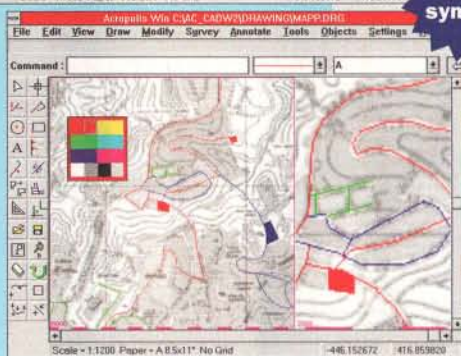 sym
Acropolis Win C:\AC_CADW2\DRAWING\MAPP.DRG
File Edit View Draw Modify Survey Annotate Tools Objects Settings
Command :
A
A
Scale = 1:1200 Paper = A 8.5x11" No Grid -446.152672 416.859820